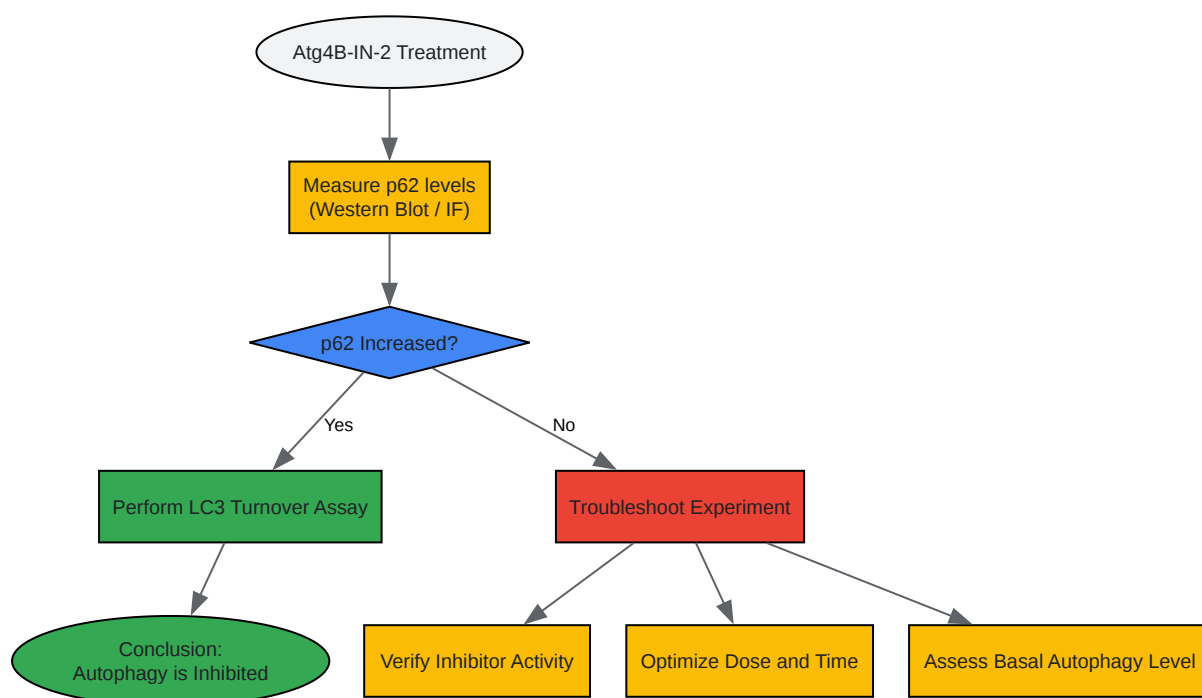 Atg4B-IN-2 Treatment
Measure p62 levels
(Western Blot / IF)
p62 Increased?
Yes
No
Perform LC3 Turnover Assay
Troubleshoot Experiment
Conclusion:
Autophagy is Inhibited
Verify Inhibitor Activity
Optimize Dose and Time
Assess Basal Autophagy Level